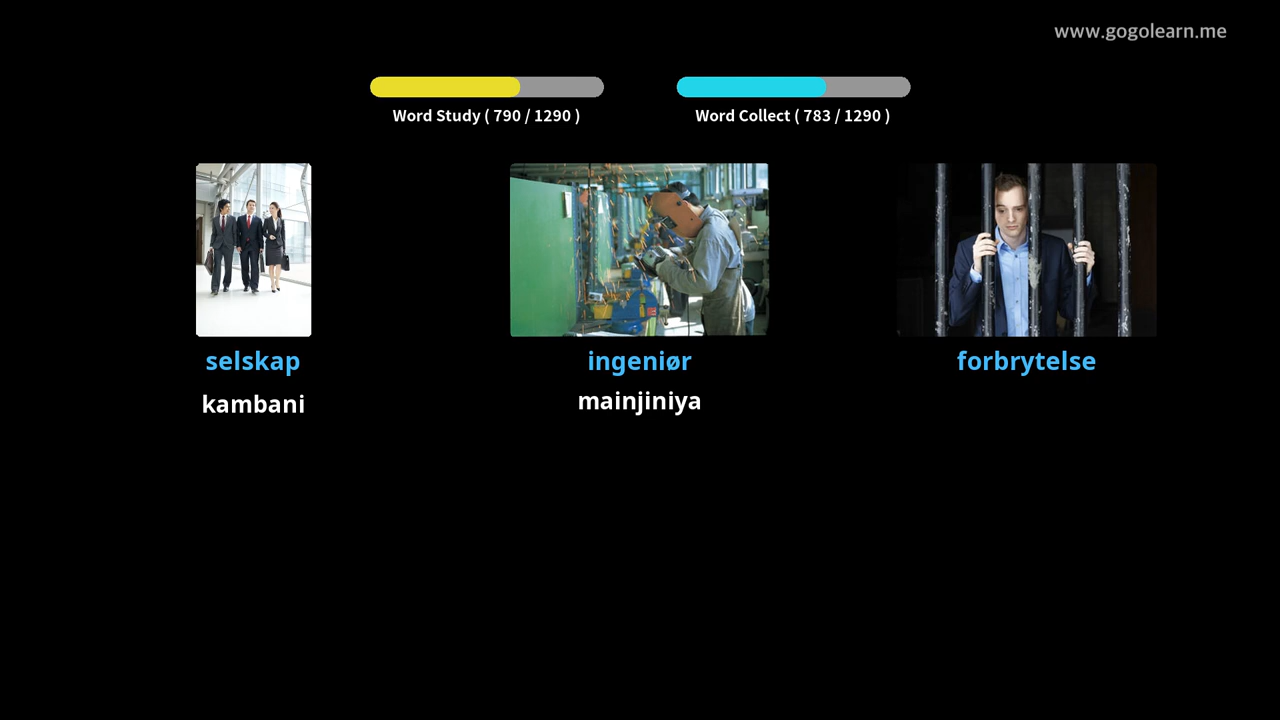 www.gogolearn.me
Word Study ( 790 / 1290 )
Word Collect ( 783 / 1290 )
selskap
ingeniør
forbrytelse
kambani
mainjiniya